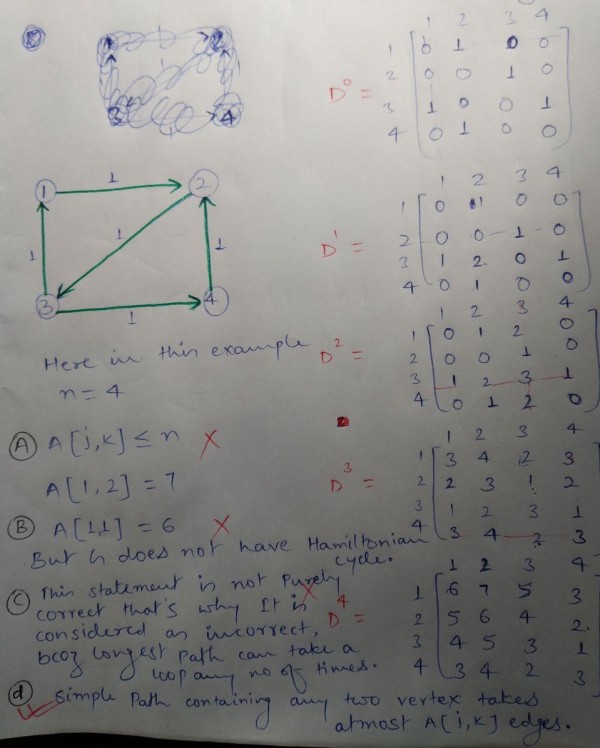 1 2 3 4
D⁰ =
1 0 1 0 0
2 0 0 1 0
3 1 0 0 1
4 0 1 0 0
1 2
3 4
1 1 1 1 1
1 2 3 4
D¹ =
1 0 1 0 0
2 0 0 1 0
3 1 2 0 1
4 0 1 0 0
1 2 3 4
D² =
1 0 1 2 0
2 0 0 1 0
3 1 2 3 1
4 0 1 2 0
Here in this example
n = 4
Ⓐ A[j,k] ≤ n X
A[1,2] = 7
Ⓑ A[1,1] = 6 X
But G does not have Hamiltonian
cycle.
1 2 3 4
D³ =
1 3 4 2 3
2 2 3 1 2
3 1 2 3 1
4 3 4 2 3
Ⓒ This statement is not Purely
correct that's why It is X
considered as incorrect,
bcoz longest path can take a
loop any no of times.
1 2 3 4
D⁴ =
1 6 7 5 3
2 5 6 4 2
3 4 5 3 1
4 3 4 2 3
ⓓ Simple Path containing any two vertex takes
atmost A[j,k] edges.